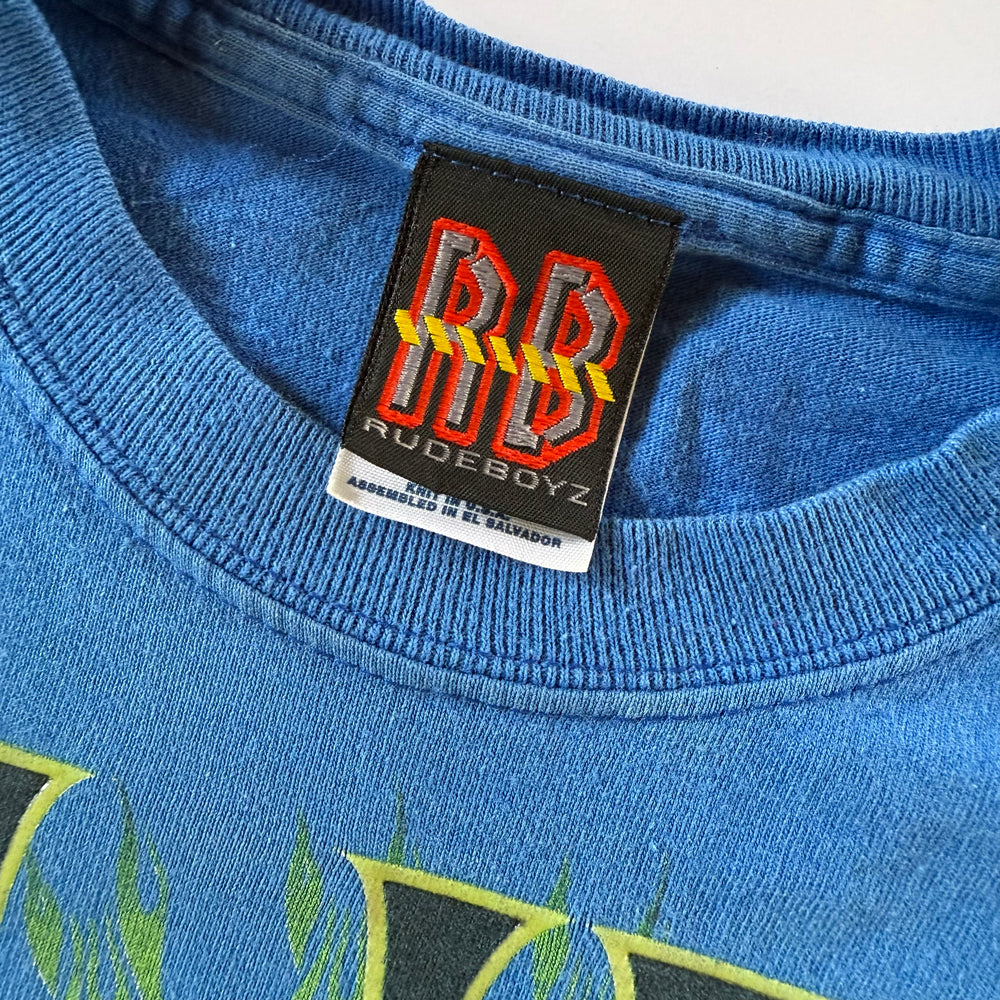 RB
RUDEBOYZ
KNIT IN U.S.A.
ASSEMBLED IN EL SALVADOR